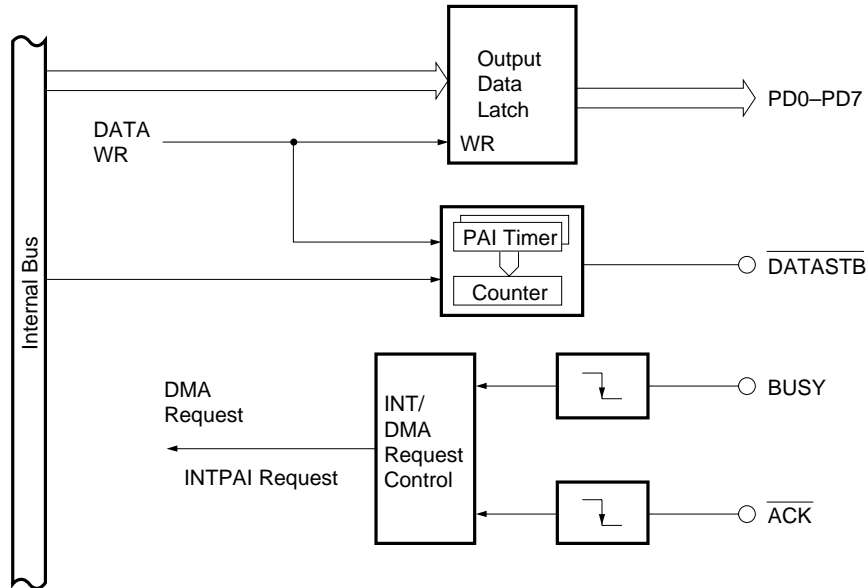 Internal Bus
Output
Data
Latch
WR
PD0–PD7
DATA
WR
PAI Timer
Counter
DATASTB
BUSY
INT/
DMA
Request
Control
DMA
Request
INTPAI Request
ACK